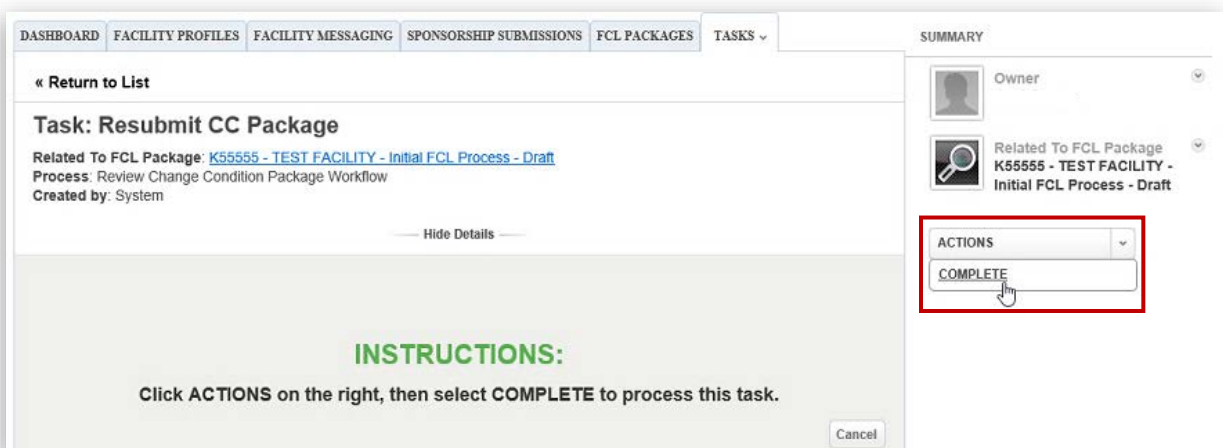 DASHBOARD FACILITY PROFILES FACILITY MESSAGING SPONSORSHIP SUBMISSIONS FCL PACKAGES TASKS
« Return to List
Task: Resubmit CC Package
Related To FCL Package: K55555 - TEST FACILITY - Initial FCL Process - Draft
Process: Review Change Condition Package Workflow
Created by: System
Hide Details
INSTRUCTIONS:
Click ACTIONS on the right, then select COMPLETE to process this task.
Cancel
SUMMARY
Owner
Related To FCL Package
K55555 - TEST FACILITY -
Initial FCL Process - Draft
ACTIONS
COMPLETE